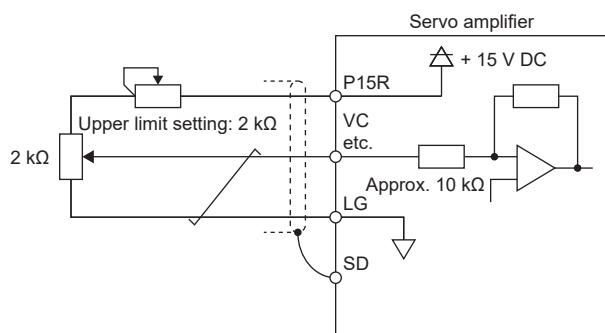 Servo amplifier
+ 15 V DC
P15R
Upper limit setting: 2 kΩ
VC
etc.
2 kΩ
Approx. 10 kΩ
LG
SD